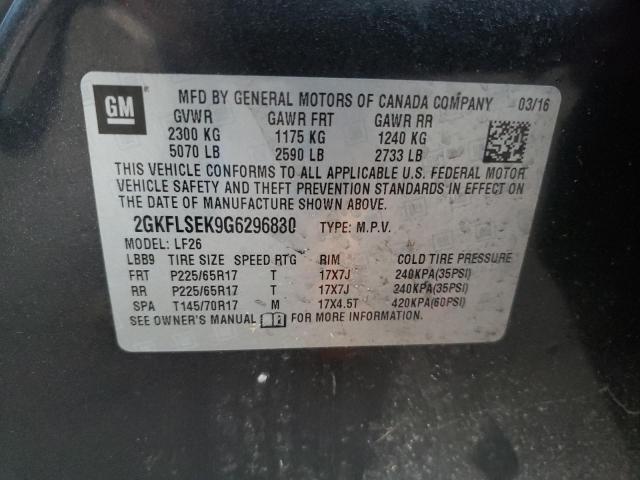 GM
MFD BY GENERAL MOTORS OF CANADA COMPANY 03/16
GVWR GAWR FRT GAWR RR
2300 KG 1175 KG 1240 KG
5070 LB 2590 LB 2733 LB
THIS VEHICLE CONFORMS TO ALL APPLICABLE U.S. FEDERAL MOTOR
VEHICLE SAFETY AND THEFT PREVENTION STANDARDS IN EFFECT ON
THE DATE OF MANUFACTURE SHOWN ABOVE.
2GKFLSEK9G6296830 TYPE: M.P.V.
MODEL: LF26
LBB9 TIRE SIZE SPEED RTG RIM COLD TIRE PRESSURE
FRT P225/65R17 T 17X7J 240KPA(35PSI)
RR P225/65R17 T 17X7J 240KPA(35PSI)
SPA T145/70R17 M 17X4.5T 420KPA(60PSI)
SEE OWNER'S MANUAL FOR MORE INFORMATION.